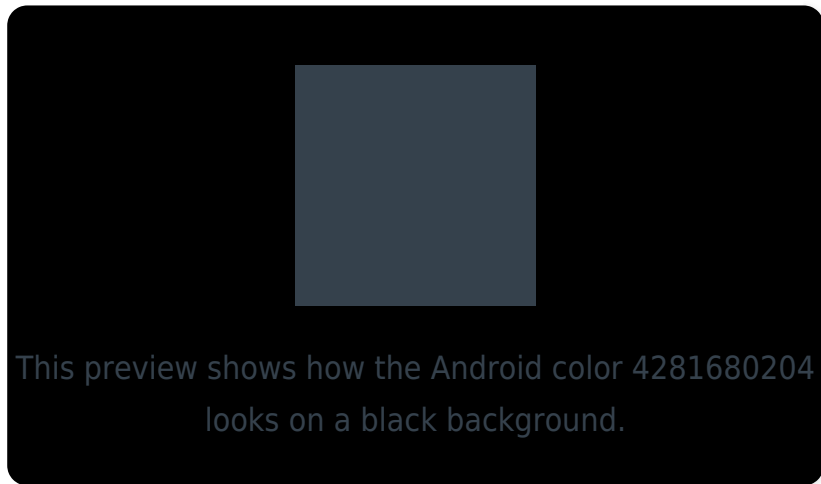 This preview shows how the Android color 4281680204
looks on a black background.